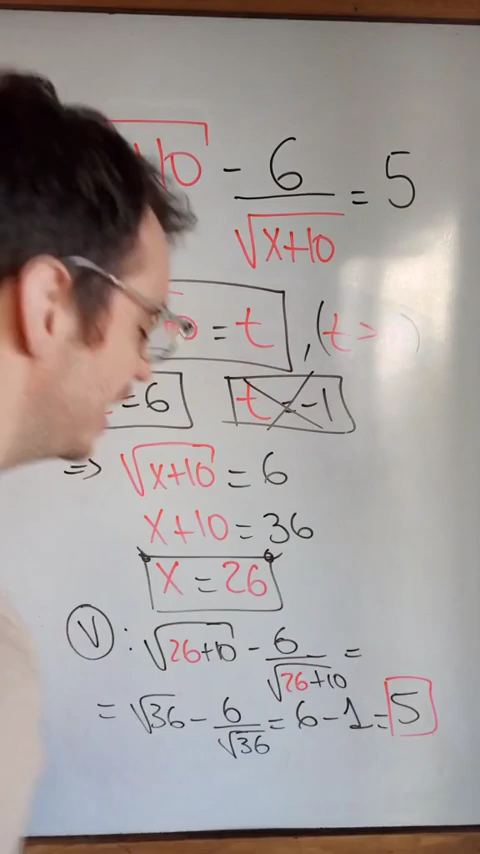 10 - 6/√(x+10) = 5
= t , (t >
=6 t = -1
=> √(x+10) = 6
x+10 = 36
x = 26
V : √(26+10) - 6/√(26+10) =
= √36 - 6/√36 = 6 - 1 = 5